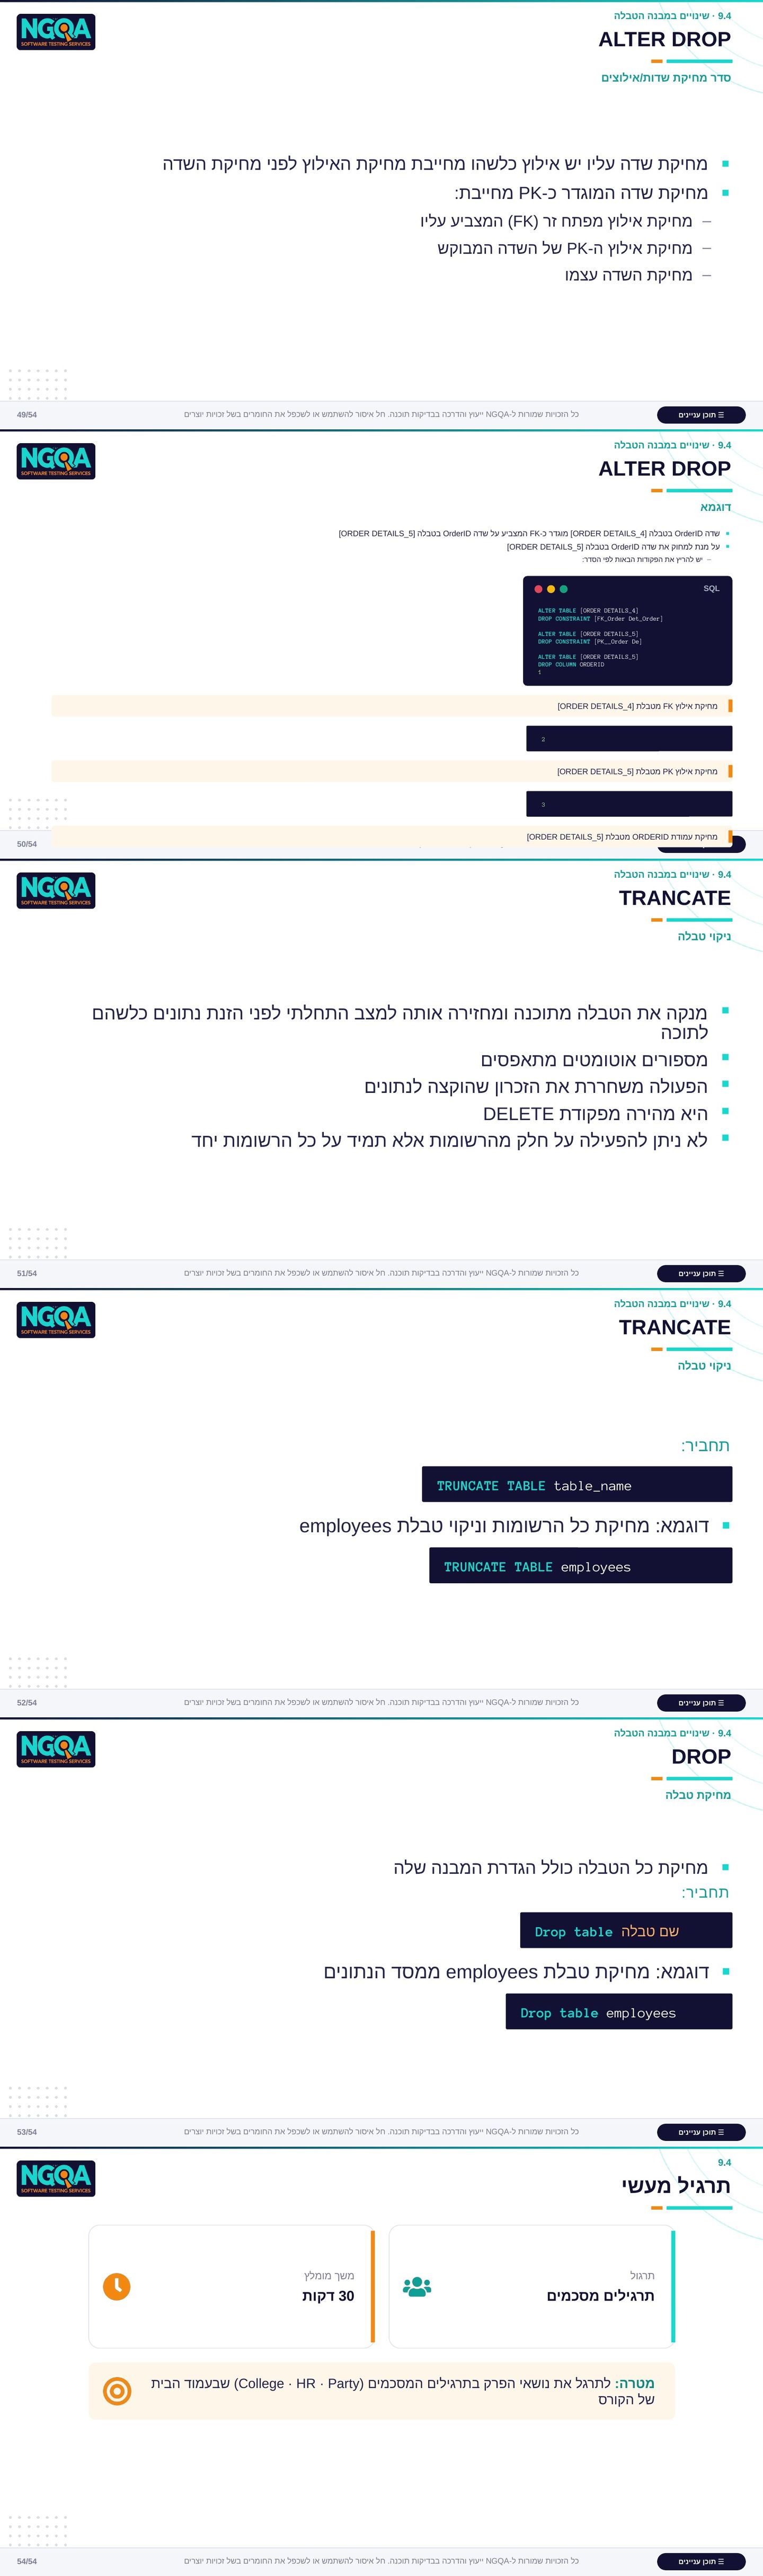 9.4 · שינויים במבנה הטבלה
NGQA
SOFTWARE TESTING SERVICES
ALTER DROP
סדר מחיקת שדות/אילוצים
מחיקת שדה עליו יש אילוץ כלשהו מחייבת מחיקת האילוץ לפני מחיקת השדה
מחיקת שדה המוגדר כ-PK מחייבת:
– מחיקת אילוץ מפתח זר (FK) המצביע עליו
– מחיקת אילוץ ה-PK של השדה המבוקש
– מחיקת השדה עצמו
☰ תוכן עניינים
כל הזכויות שמורות ל-NGQA ייעוץ והדרכה בבדיקות תוכנה. חל איסור להשתמש או לשכפל את החומרים בשל זכויות יוצרים
49/54
9.4 · שינויים במבנה הטבלה
NGQA
SOFTWARE TESTING SERVICES
ALTER DROP
דוגמא
שדה OrderID בטבלה [ORDER DETAILS_4] מוגדר כ-FK המצביע על שדה OrderID בטבלה [ORDER DETAILS_5]
על מנת למחוק את שדה OrderID בטבלה [ORDER DETAILS_5]
– יש להריץ את הפקודות הבאות לפי הסדר:
SQL
ALTER TABLE [ORDER DETAILS_4]
DROP CONSTRAINT [FK_Order Det_Order]
ALTER TABLE [ORDER DETAILS_5]
DROP CONSTRAINT [PK__Order De]
ALTER TABLE [ORDER DETAILS_5]
DROP COLUMN ORDERID
1
מחיקת אילוץ FK מטבלת [ORDER DETAILS_4]
2
מחיקת אילוץ PK מטבלת [ORDER DETAILS_5]
3
מחיקת עמודת ORDERID מטבלת [ORDER DETAILS_5]
50/54
9.4 · שינויים במבנה הטבלה
NGQA
SOFTWARE TESTING SERVICES
TRANCATE
ניקוי טבלה
מנקה את הטבלה מתוכנה ומחזירה אותה למצב התחלתי לפני הזנת נתונים כלשהם
לתוכה
מספורים אוטומטים מתאפסים
הפעולה משחררת את הזכרון שהוקצה לנתונים
היא מהירה מפקודת DELETE
לא ניתן להפעילה על חלק מהרשומות אלא תמיד על כל הרשומות יחד
☰ תוכן עניינים
כל הזכויות שמורות ל-NGQA ייעוץ והדרכה בבדיקות תוכנה. חל איסור להשתמש או לשכפל את החומרים בשל זכויות יוצרים
51/54
9.4 · שינויים במבנה הטבלה
NGQA
SOFTWARE TESTING SERVICES
TRANCATE
ניקוי טבלה
תחביר:
TRUNCATE TABLE table_name
דוגמא: מחיקת כל הרשומות וניקוי טבלת employees
TRUNCATE TABLE employees
☰ תוכן עניינים
כל הזכויות שמורות ל-NGQA ייעוץ והדרכה בבדיקות תוכנה. חל איסור להשתמש או לשכפל את החומרים בשל זכויות יוצרים
52/54
9.4 · שינויים במבנה הטבלה
NGQA
SOFTWARE TESTING SERVICES
DROP
מחיקת טבלה
מחיקת כל הטבלה כולל הגדרת המבנה שלה
תחביר:
Drop table שם טבלה
דוגמא: מחיקת טבלת employees ממסד הנתונים
Drop table employees
☰ תוכן עניינים
כל הזכויות שמורות ל-NGQA ייעוץ והדרכה בבדיקות תוכנה. חל איסור להשתמש או לשכפל את החומרים בשל זכויות יוצרים
53/54
9.4
NGQA
SOFTWARE TESTING SERVICES
תרגיל מעשי
תרגול
תרגילים מסכמים
משך מומלץ
30 דקות
מטרה: לתרגל את נושאי הפרק בתרגילים המסכמים (College · HR · Party) שבעמוד הבית
של הקורס
☰ תוכן עניינים
כל הזכויות שמורות ל-NGQA ייעוץ והדרכה בבדיקות תוכנה. חל איסור להשתמש או לשכפל את החומרים בשל זכויות יוצרים
54/54